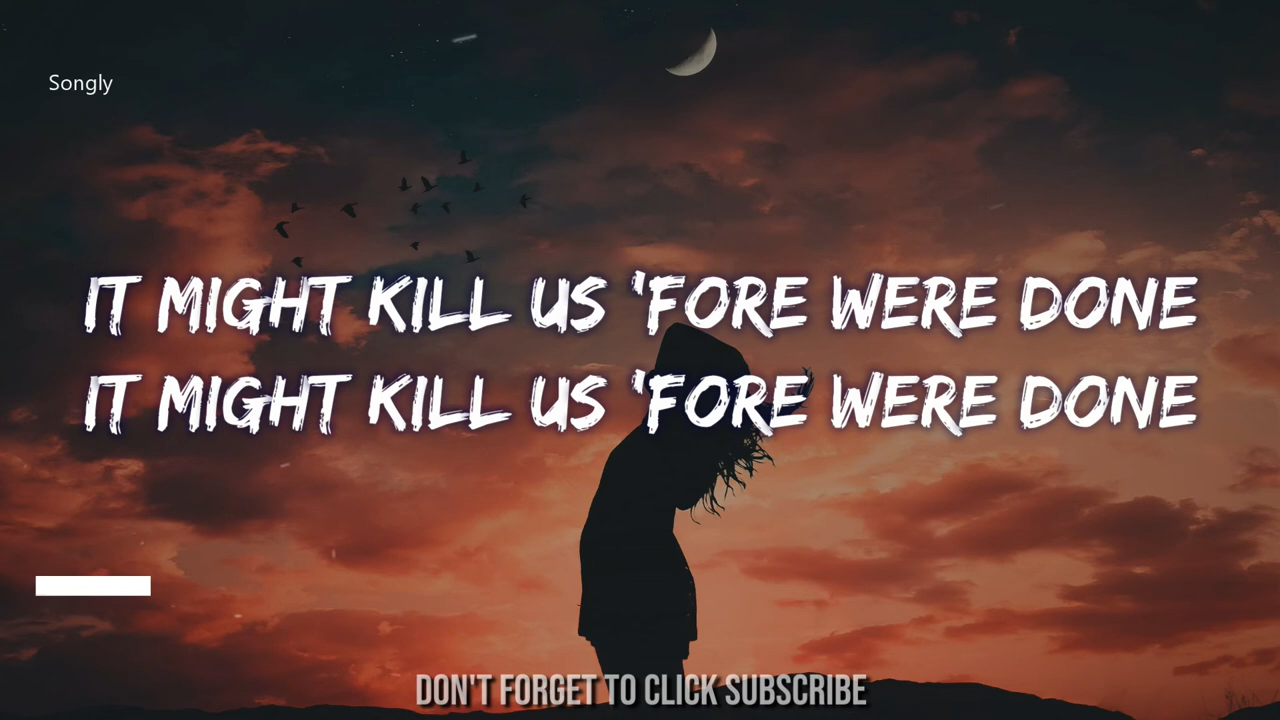 Songly
IT MIGHT KILL US 'FORE WERE DONE
IT MIGHT KILL US 'FORE WERE DONE
DON'T FORGET TO CLICK SUBSCRIBE